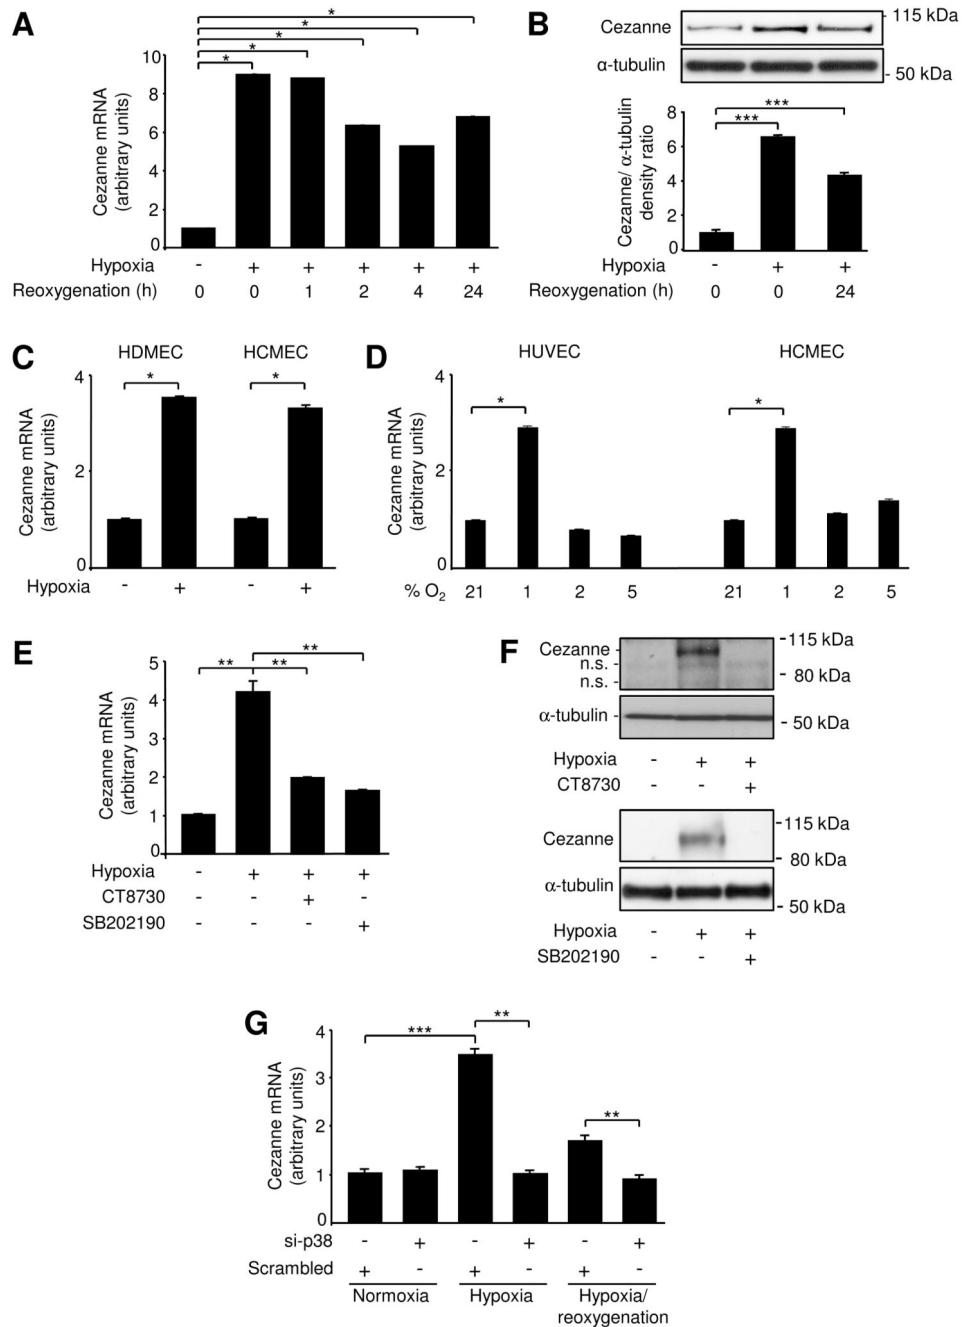 A
* * * * *
Cezanne mRNA
(arbitrary units)
10
8
6
4
2
0
Hypoxia - + + + + +
Reoxygenation (h) 0 0 1 2 4 24
B
Cezanne
α-tubulin
- 115 kDa
- 50 kDa
*** ***
Cezanne/ α-tubulin
density ratio
8
6
4
2
0
Hypoxia - + +
Reoxygenation (h) 0 0 24
C
HDMEC HCMEC
* *
Cezanne mRNA
(arbitrary units)
4
2
0
Hypoxia - + - +
D
HUVEC HCMEC
* *
Cezanne mRNA
(arbitrary units)
4
2
0
% O2 21 1 2 5 21 1 2 5
E
** ** **
Cezanne mRNA
(arbitrary units)
5
4
3
2
1
0
Hypoxia - + + +
CT8730 - - + -
SB202190 - - - +
F
Cezanne -
n.s. -
n.s. -
α-tubulin -
- 115 kDa
- 80 kDa
- 50 kDa
Hypoxia - + +
CT8730 - - +
Cezanne
α-tubulin
- 115 kDa
- 80 kDa
- 50 kDa
Hypoxia - + +
SB202190 - - +
G
*** ** **
Cezanne mRNA
(arbitrary units)
4
3
2
1
0
si-p38 - + - + - +
Scrambled + - + - + -
Normoxia Hypoxia Hypoxia/
reoxygenation